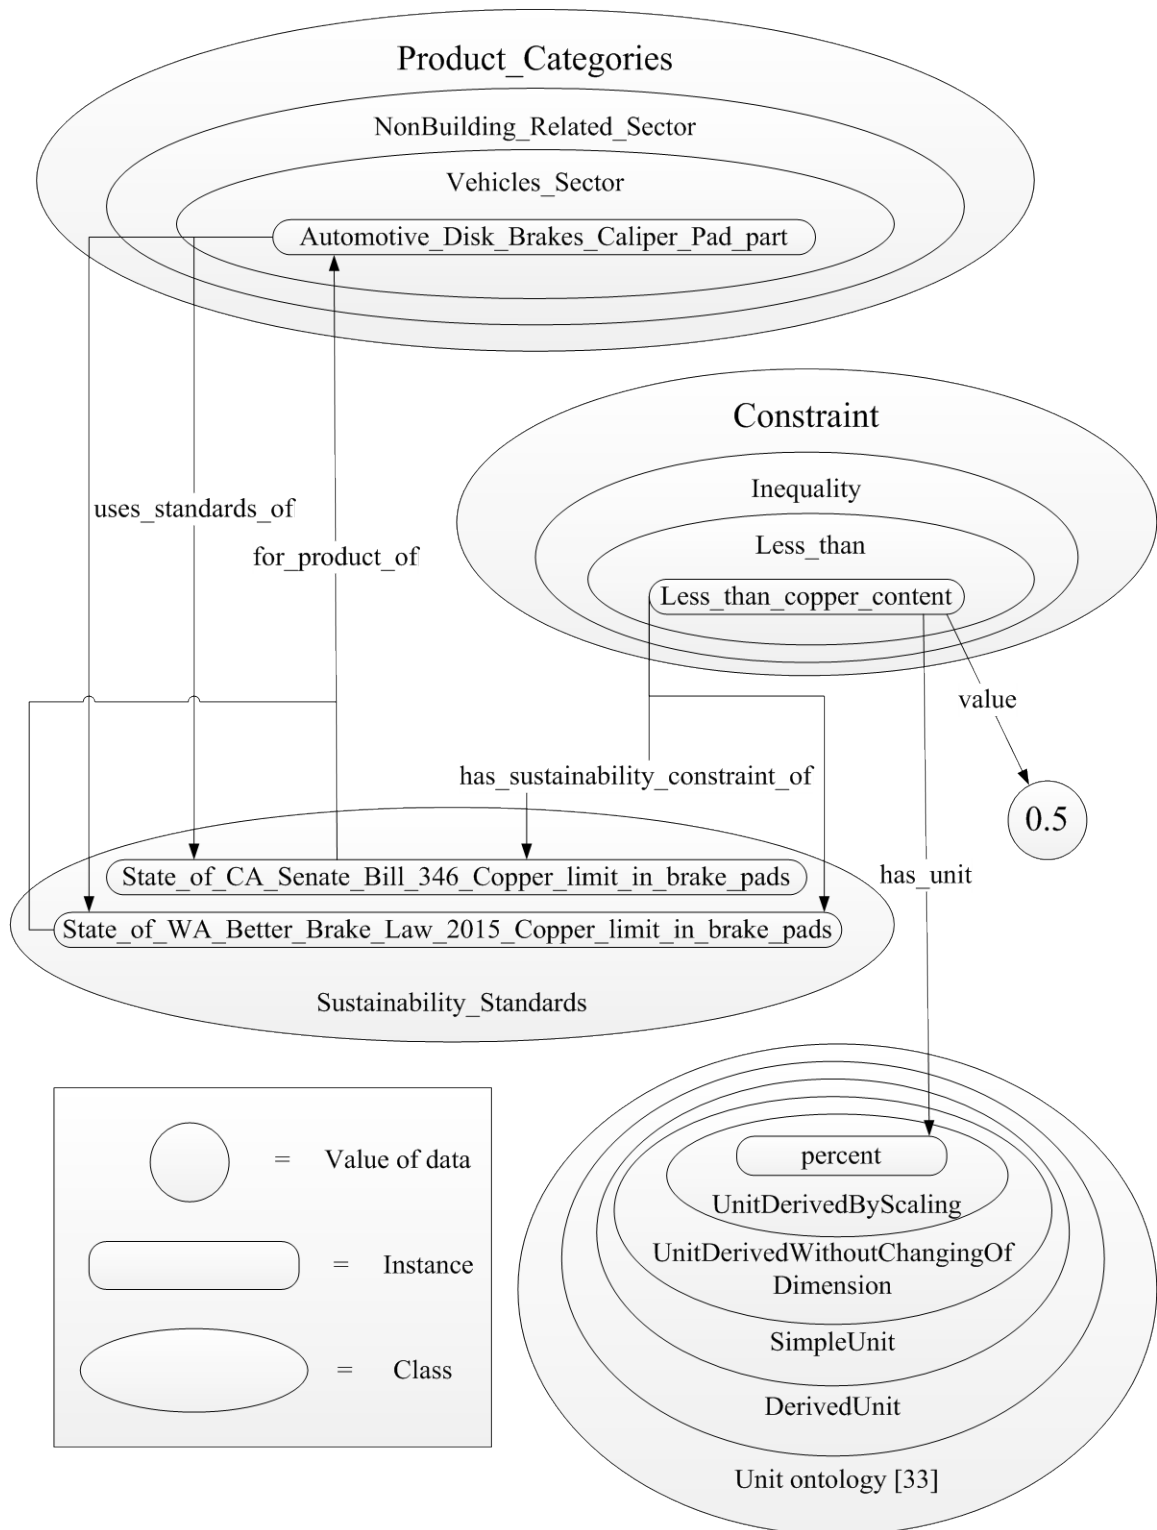 Product_Categories
NonBuilding_Related_Sector
Vehicles_Sector
Automotive_Disk_Brakes_Caliper_Pad_part
Constraint
Inequality
Less_than
Less_than_copper_content
uses_standards_of
for_product_of
value
has_sustainability_constraint_of
0.5
State_of_CA_Senate_Bill_346_Copper_limit_in_brake_pads
has_unit
State_of_WA_Better_Brake_Law_2015_Copper_limit_in_brake_pads
Sustainability_Standards
= Value of data
= Instance
= Class
percent
UnitDerivedByScaling
UnitDerivedWithoutChangingOf
Dimension
SimpleUnit
DerivedUnit
Unit ontology [33]